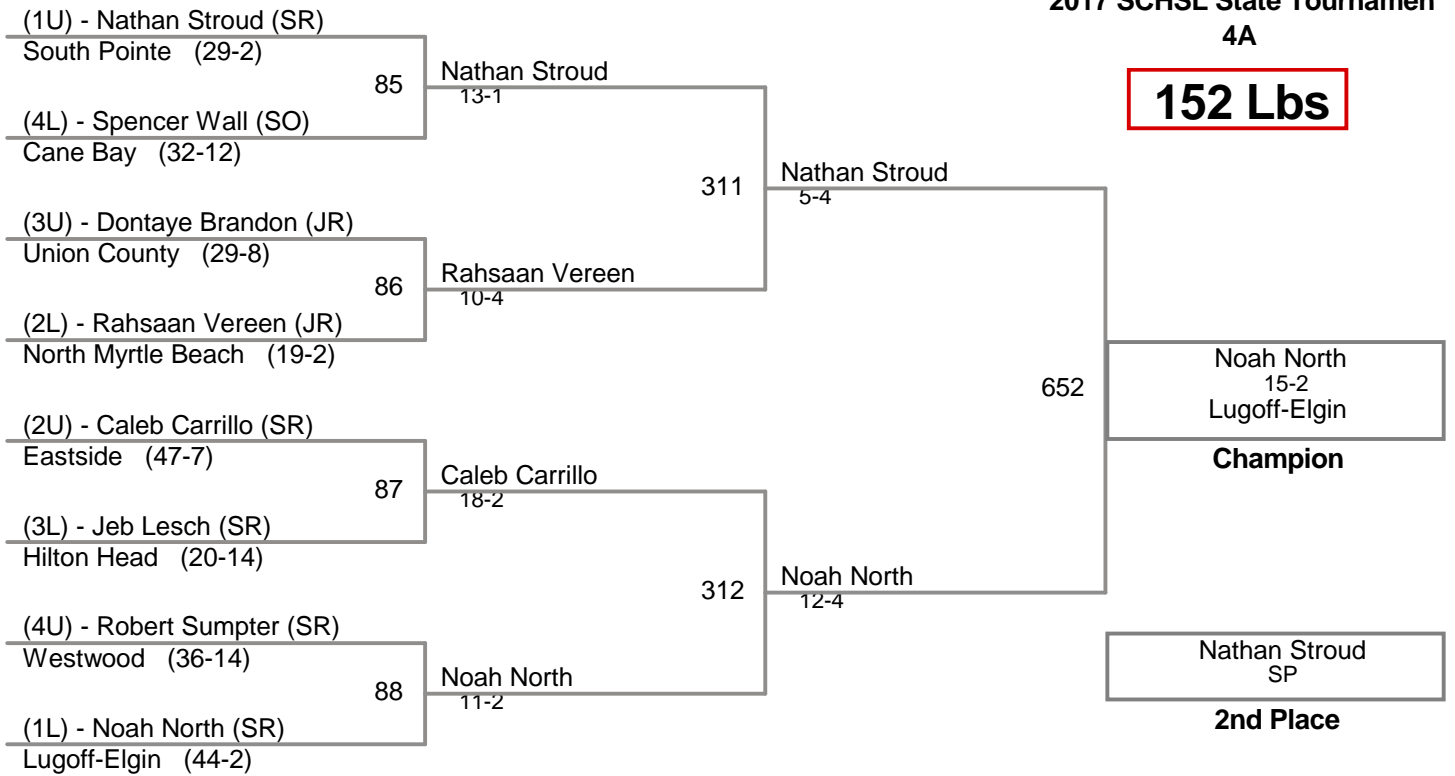 2017 SCHSL State Tournamen
4A
152 Lbs
(1U) - Nathan Stroud (SR)
South Pointe (29-2)
85
Nathan Stroud
13-1
(4L) - Spencer Wall (SO)
Cane Bay (32-12)
311
Nathan Stroud
5-4
(3U) - Dontaye Brandon (JR)
Union County (29-8)
86
Rahsaan Vereen
10-4
(2L) - Rahsaan Vereen (JR)
North Myrtle Beach (19-2)
652
Noah North
15-2
Lugoff-Elgin
Champion
(2U) - Caleb Carrillo (SR)
Eastside (47-7)
87
Caleb Carrillo
18-2
(3L) - Jeb Lesch (SR)
Hilton Head (20-14)
312
Noah North
12-4
(4U) - Robert Sumpter (SR)
Westwood (36-14)
88
Noah North
11-2
(1L) - Noah North (SR)
Lugoff-Elgin (44-2)
Nathan Stroud
SP
2nd Place